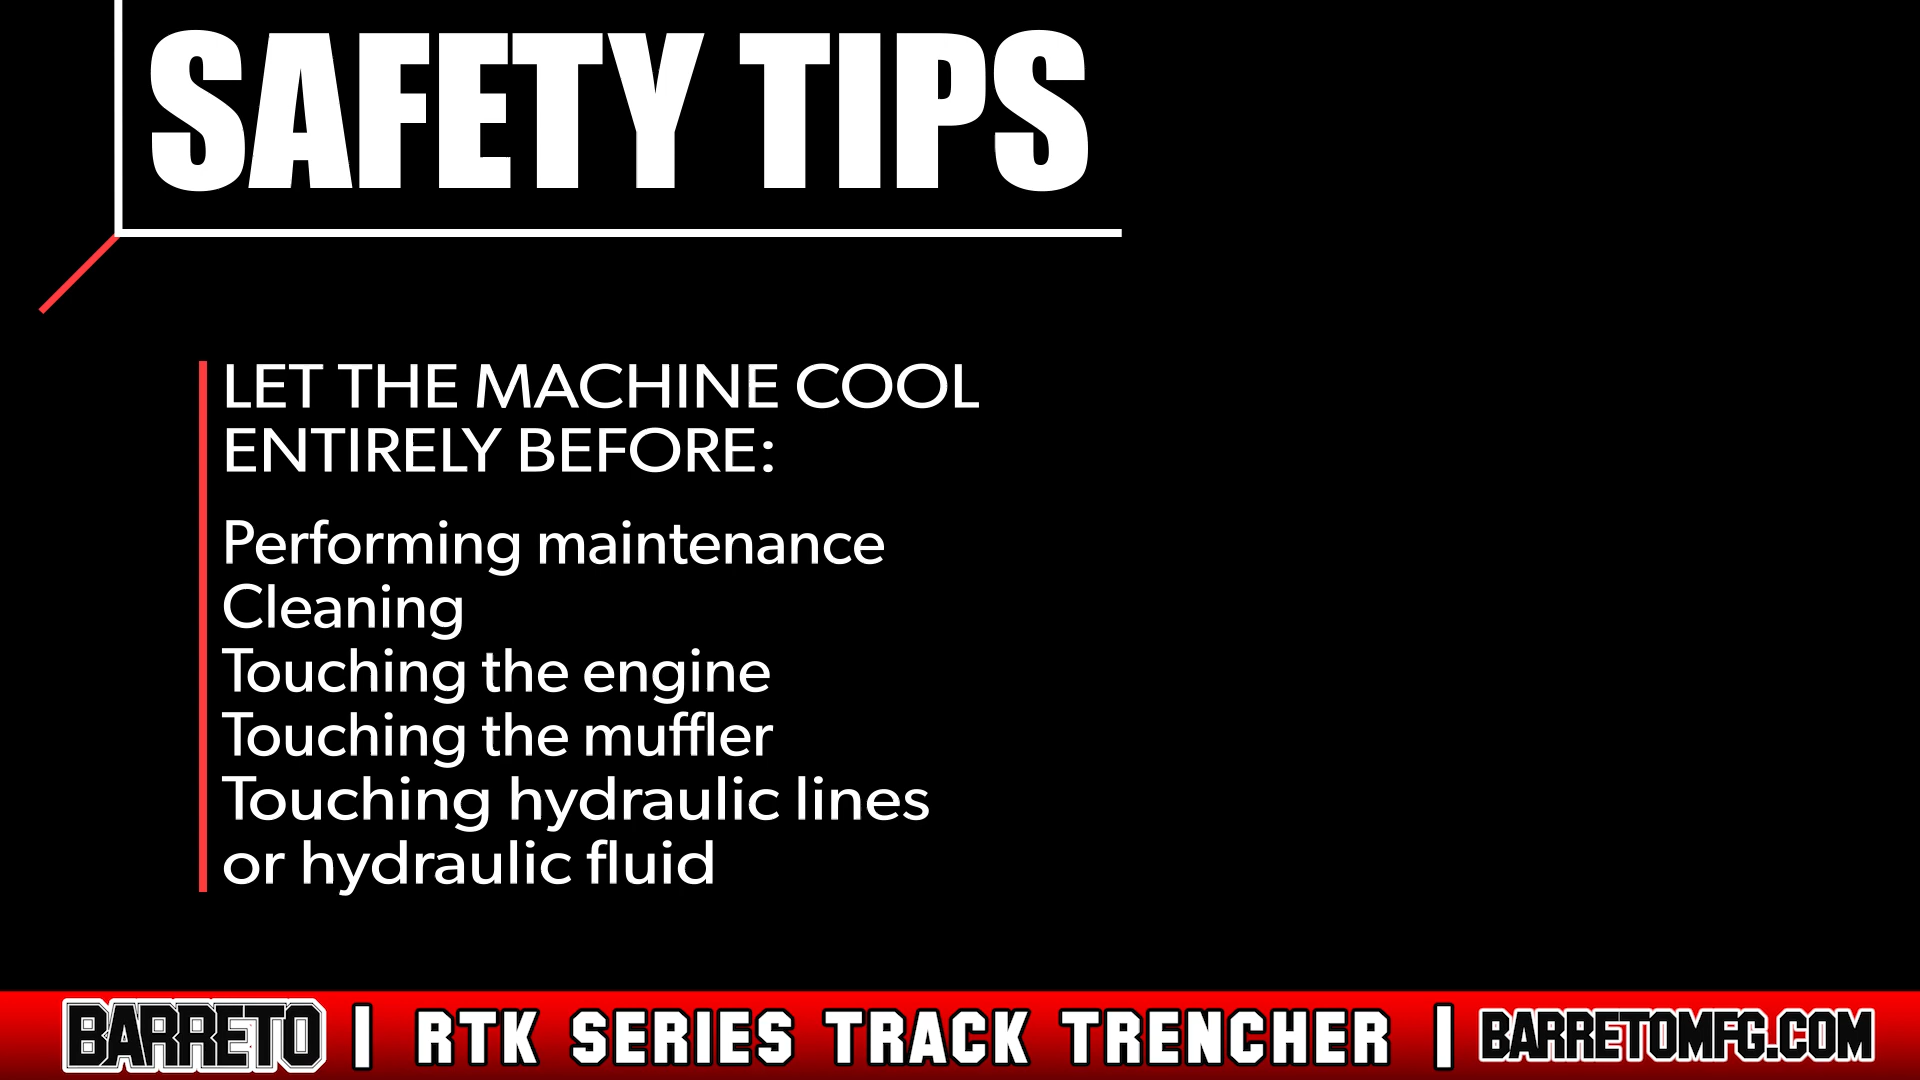 SAFETY TIPS
LET THE MACHINE COOL
ENTIRELY BEFORE:
Performing maintenance
Cleaning
Touching the engine
Touching the muffler
Touching hydraulic lines
or hydraulic fluid
BARRETO | RTK SERIES TRACK TRENCHER | BARRETOMFG.COM